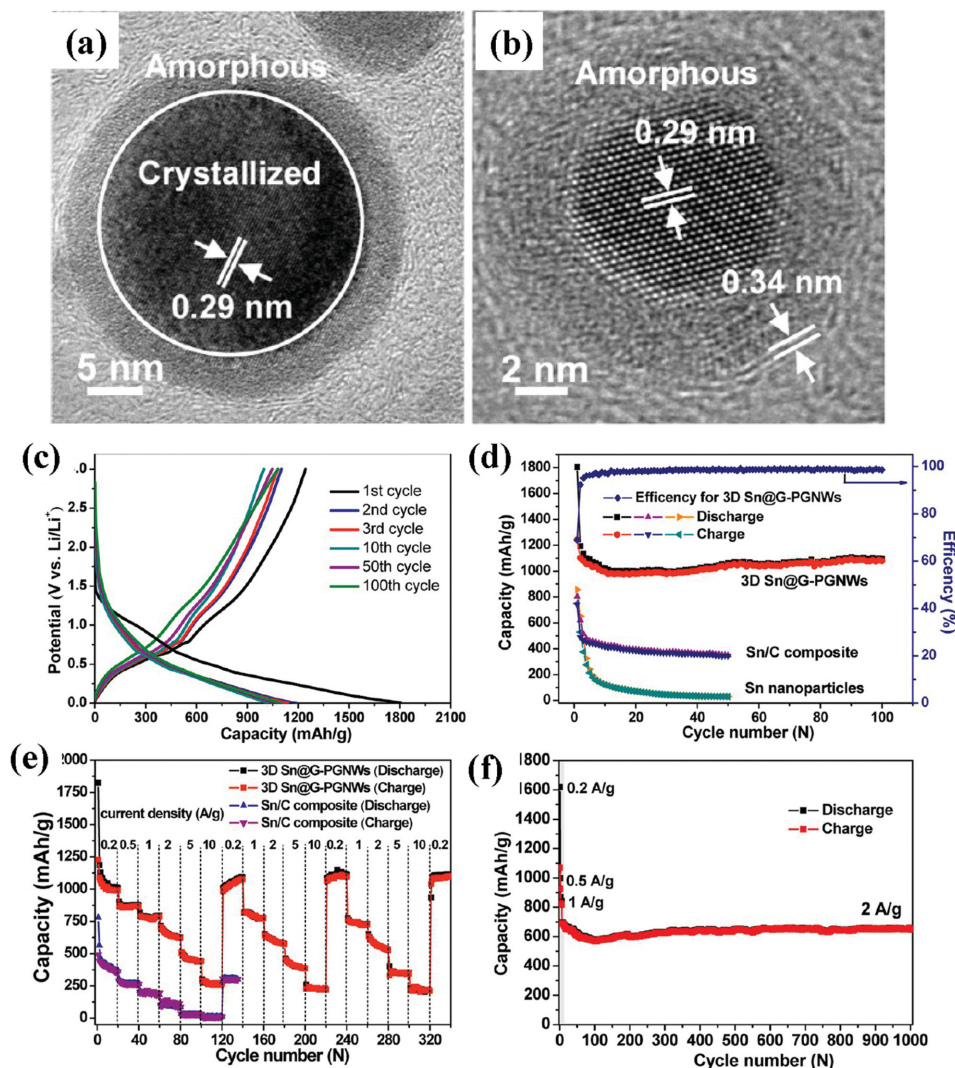 (a)
Amorphous
Crystallized
0.29 nm
5 nm
(b)
Amorphous
0.29 nm
0.34 nm
2 nm
(c)
Potential (V vs. Li/Li+
0.5
1.0
1.5
2.0
2.5
1st cycle
2nd cycle
3rd cycle
10th cycle
50th cycle
100th cycle
0 300 600 900 1200 1500 1800 2100
Capacity (mAh/g)
(d)
Capacity (mAh/g)
1800
1600
1400
1200
1000
800
600
400
200
0
Efficency for 3D Sn@G-PGNWs
Discharge
Charge
3D Sn@G-PGNWs
Sn/C composite
Sn nanoparticles
100
80
60
40
20
0
Efficency (%)
0 20 40 60 80 100
Cycle number (N)
(e)
Capacity (mAh/g)
1750
1500
1250
1000
750
500
250
0
3D Sn@G-PGNWs (Discharge)
3D Sn@G-PGNWs (Charge)
Sn/C composite (Discharge)
Sn/C composite (Charge)
current density (A/g)
0.2 0.5 1 2 5 10 0.2 1 2 5 10 0.2 1 2 5 10 0.2
0 40 80 120 160 200 240 280 320
Cycle number (N)
(f)
Capacity (mAh/g)
1800
1600
1400
1200
1000
800
600
400
200
0
0.2 A/g
0.5 A/g
1 A/g
Discharge
Charge
2 A/g
0 100 200 300 400 500 600 700 800 900 1000
Cycle number (N)